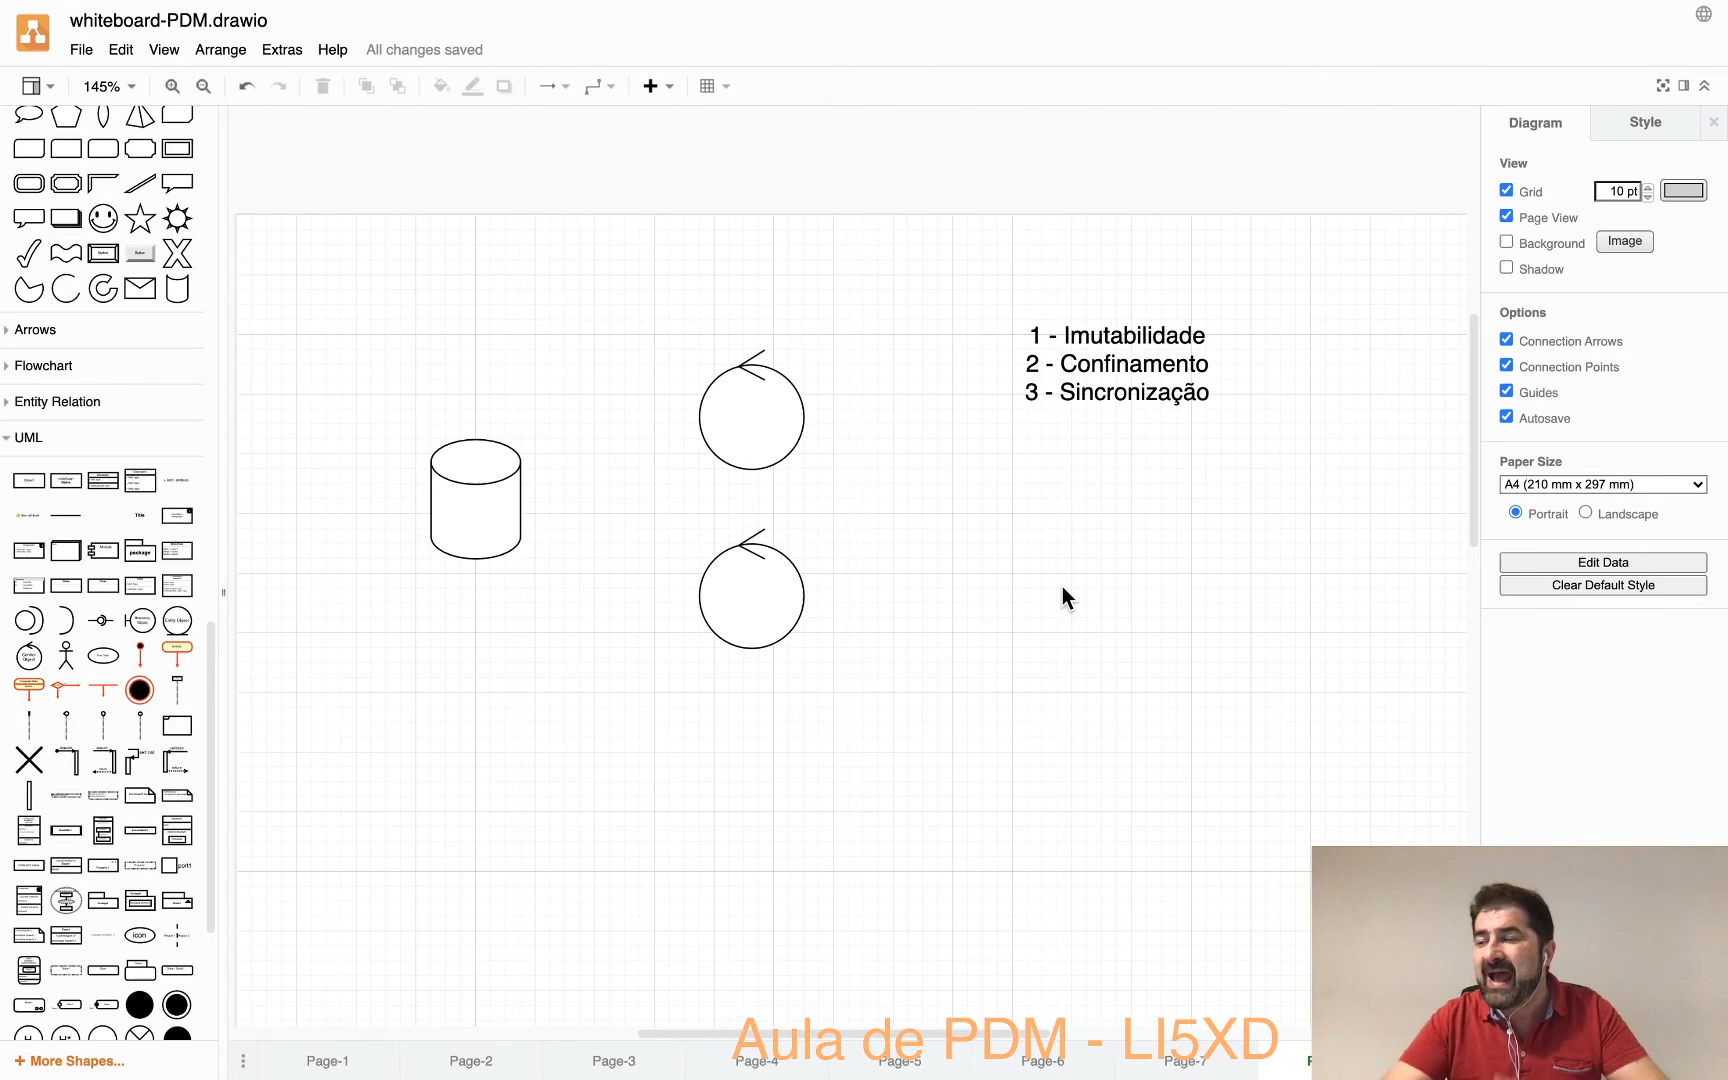 whiteboard-PDM.drawio
File Edit View Arrange Extras Help All changes saved
145%
Diagram Style
View
Grid 10 pt
Page View
Background Image
Shadow
Options
Connection Arrows
Connection Points
Guides
Autosave
Paper Size
A4 (210 mm x 297 mm)
Portrait Landscape
Edit Data
Clear Default Style
Arrows
Flowchart
Entity Relation
UML
Title
package
icon
+ More Shapes...
1 - Imutabilidade
2 - Confinamento
3 - Sincronização
Aula de PDM - LI5XD
Page-1 Page-2 Page-3 Page-4 Page-5 Page-6 Page-7